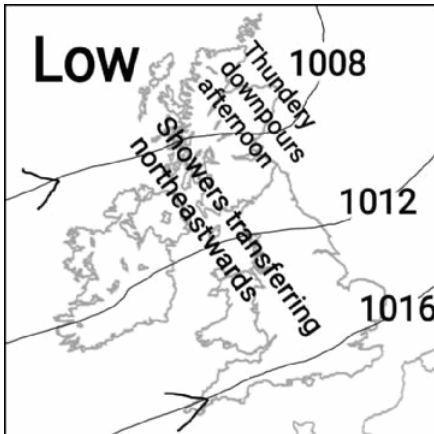 Low
1008
Thundery
downpours
afternoon
Showers transferring
northeastwards
1012
1016